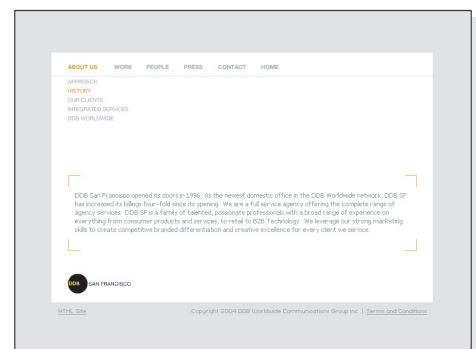 ABOUT US WORK PEOPLE PRESS CONTACT HOME
APPROACH
HISTORY
OUR CLIENTS
INTEGRATED SERVICES
DDB WORLDWIDE
DDB San Francisco opened its doors in 1996. As the newest domestic office in the DDB Worldwide network, DDB SF
has increased its billings four-fold since its opening. We are a full service agency offering the complete range of
agency services. DDB SF is a family of talented, passionate professionals with a broad range of experience on
everything from consumer products and services, to retail to B2B Technology. We leverage our strong marketing
skills to create competitive branded differentiation and creative excellence for every client we service.
DDB SAN FRANCISCO
HTML Site Copyright 2004 DDB Worldwide Communications Group Inc | Terms and Conditions